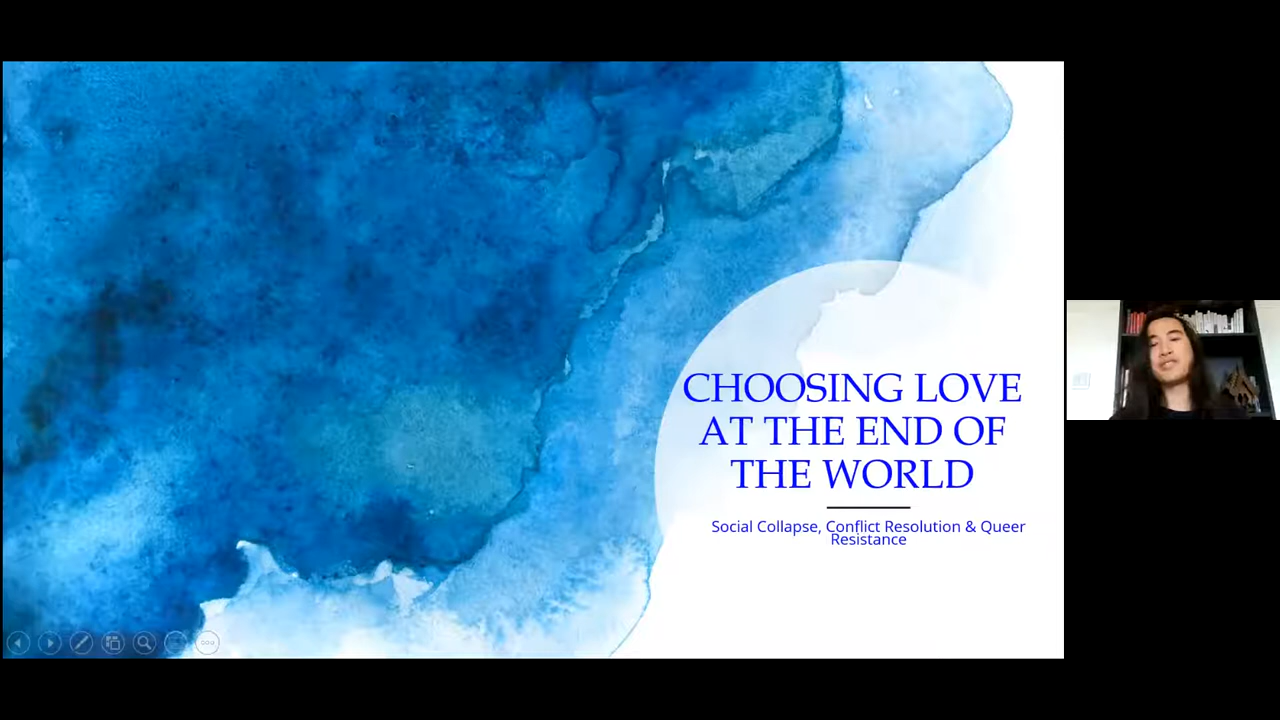 CHOOSING LOVE
AT THE END OF
THE WORLD
Social Collapse, Conflict Resolution & Queer
Resistance